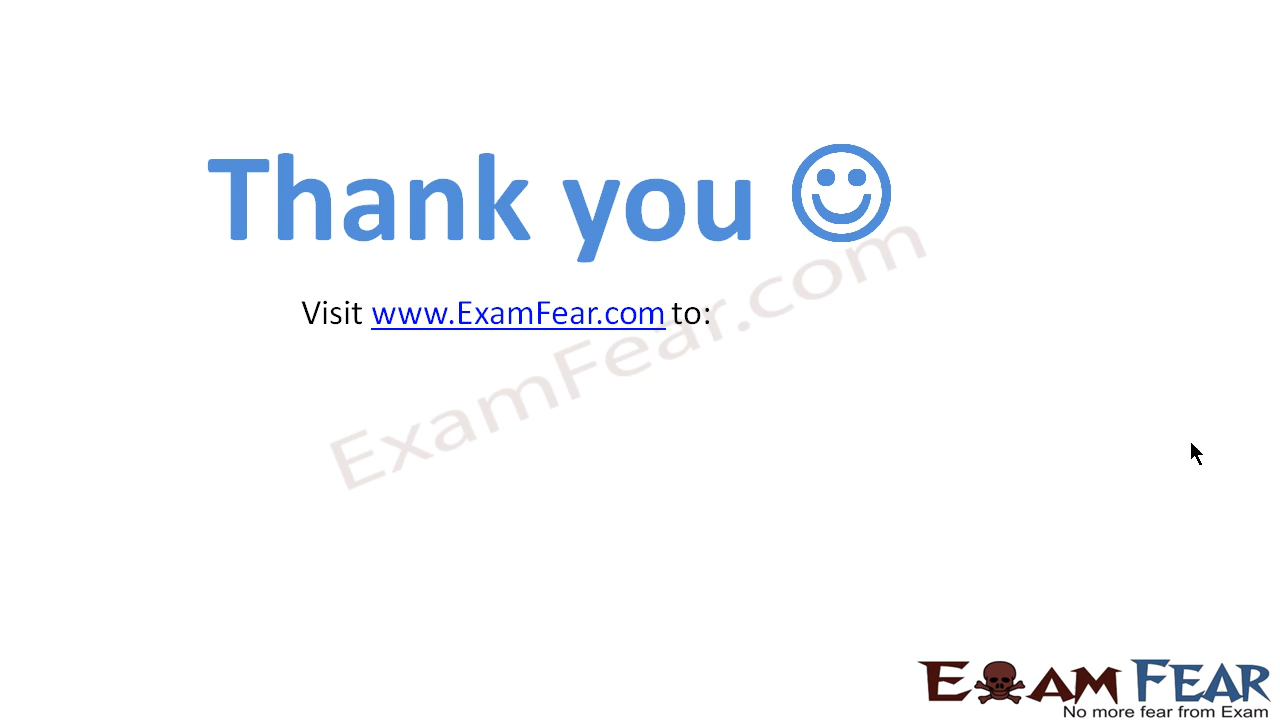 Thank you ☺
Visit www.ExamFear.com to:
ExamFear.com
EXAM FEAR
No more fear from Exam